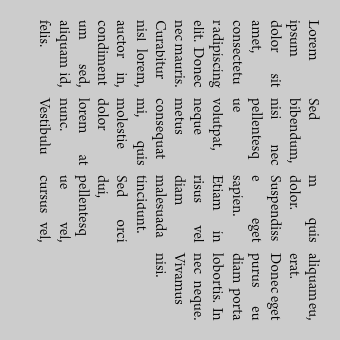 Lorem
ipsum
dolor sit
amet,
consectetu
r adipiscing
elit. Donec
nec mauris.
Curabitur
nisl lorem,
auctor in,
condiment
um sed,
aliquam id,
felis.
Sed
bibendum,
nisi nec
pellentesq
ue
volutpat,
neque
metus
consequat
mi, quis
molestie
dolor
lorem at
nunc.
Vestibulu
m quis
dolor.
Suspendiss
e eget
sapien.
Etiam in
risus vel
diam
malesuada
tincidunt.
Sed orci
dui,
pellentesq
ue vel,
cursus vel,
aliquam eu,
erat.
Donec eget
purus eu
diam porta
lobortis. In
nec neque.
Vivamus
nisi.